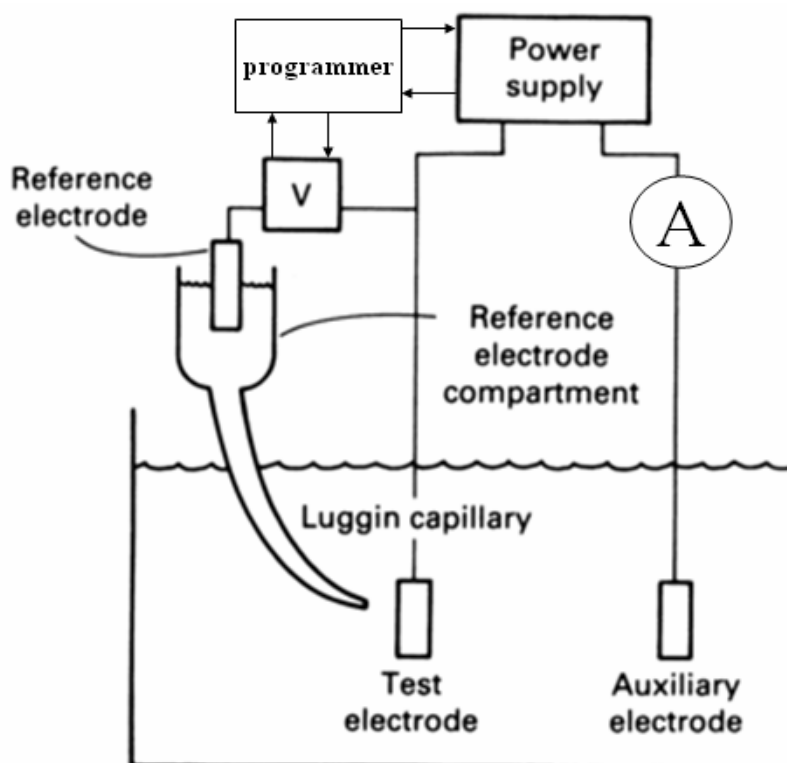 programmer
Power
supply
Reference
electrode
V
A
Reference
electrode
compartment
Luggin capillary
Test
electrode
Auxiliary
electrode